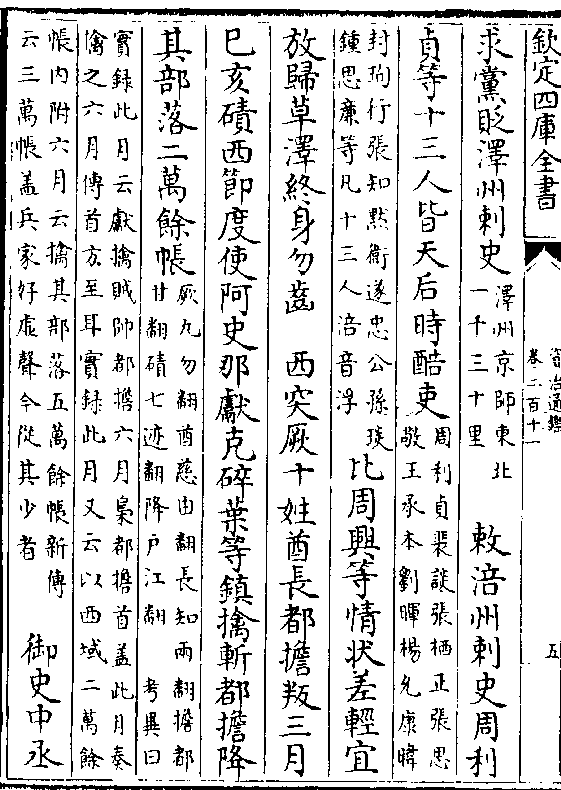 欽定四庫全書
資治通鑑
卷二百十一
五
求黨貶澤州刺史
澤州京師東北
一千三十里
敕涪州刺史周利
貞等十三人皆天后時酷吏
周利貞裴談張栖正張思
敬王承本劉暉楊允康暐
封珣行張知黙衛遂忠公孫琰
鍾思廉等凡十三人涪音浮
比周興等情狀差輕宜
放歸草澤終身勿齒　西突厥十姓酋長都擔叛三月
已亥磧西節度使阿史那獻克碎葉等鎮擒斬都擔降
其部落二萬餘帳
厥九勿翻酋慈由翻長知兩翻擔都
甘翻磧七迹翻降户江翻　考異曰
實録此月云獻擒賊帥都擔六月梟都擔首盖此月奏
擒之六月傳首方至耳實録此月又云以西域二萬餘
帳内附六月云擒其部落五萬餘帳新傳
云三萬帳盖兵家好虛聲今從其少者
御史中丞